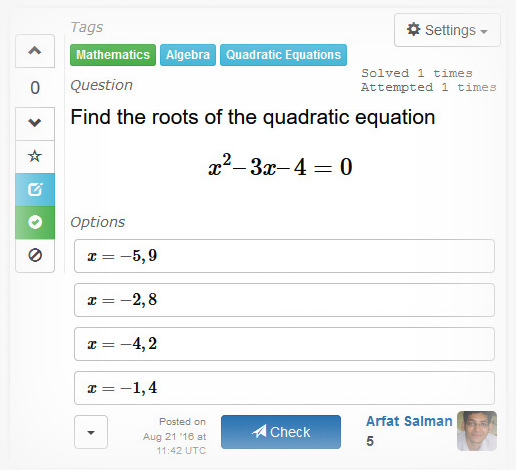 Tags
Settings
Mathematics Algebra Quadratic Equations
Solved 1 times
Attempted 1 times
0
Question
Find the roots of the quadratic equation
x²–3x–4 = 0
Options
x = −5, 9
x = −2, 8
x = −4, 2
x = −1, 4
Posted on
Aug 21 '16 at
11:42 UTC
Check
Arfat Salman
5